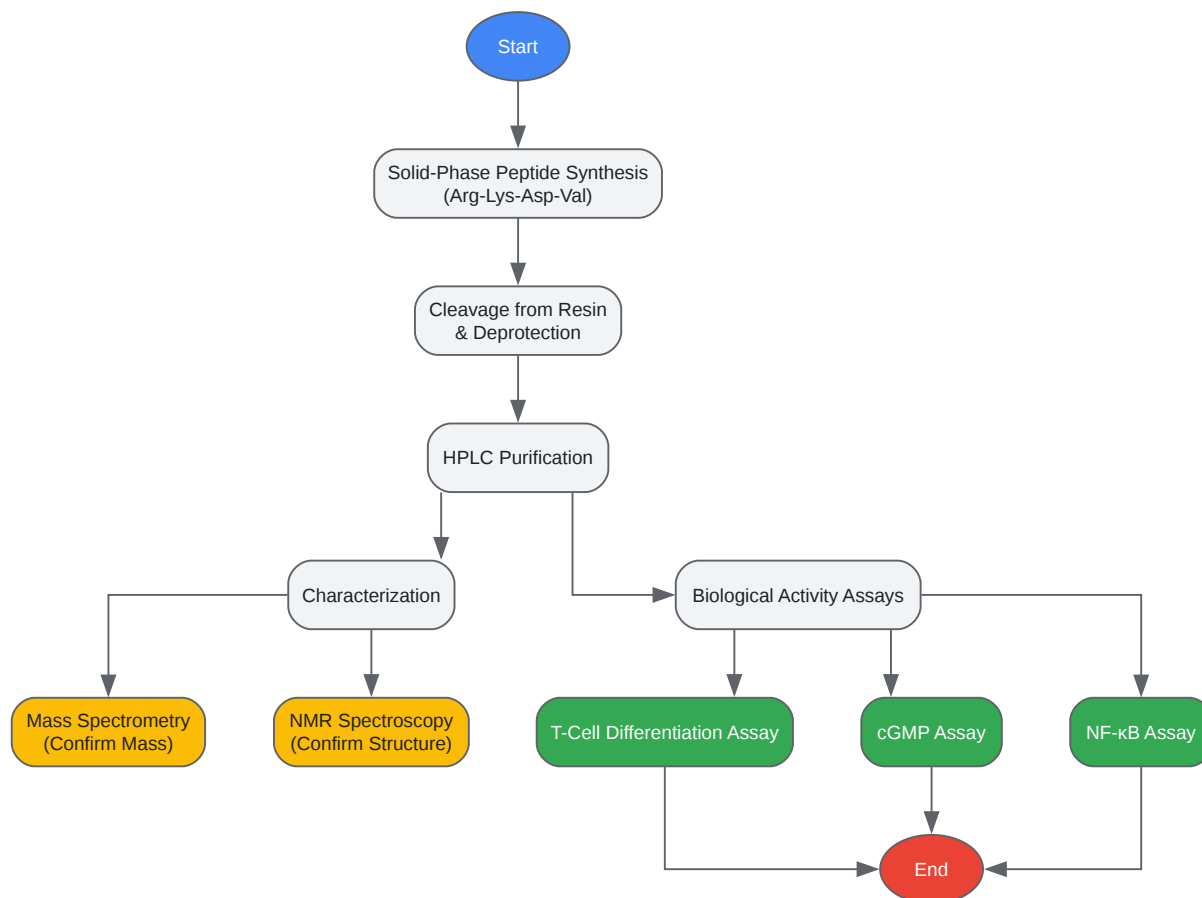 Start
Solid-Phase Peptide Synthesis
(Arg-Lys-Asp-Val)
Cleavage from Resin
& Deprotection
HPLC Purification
Characterization
Biological Activity Assays
Mass Spectrometry
(Confirm Mass)
NMR Spectroscopy
(Confirm Structure)
T-Cell Differentiation Assay
cGMP Assay
NF-κB Assay
End